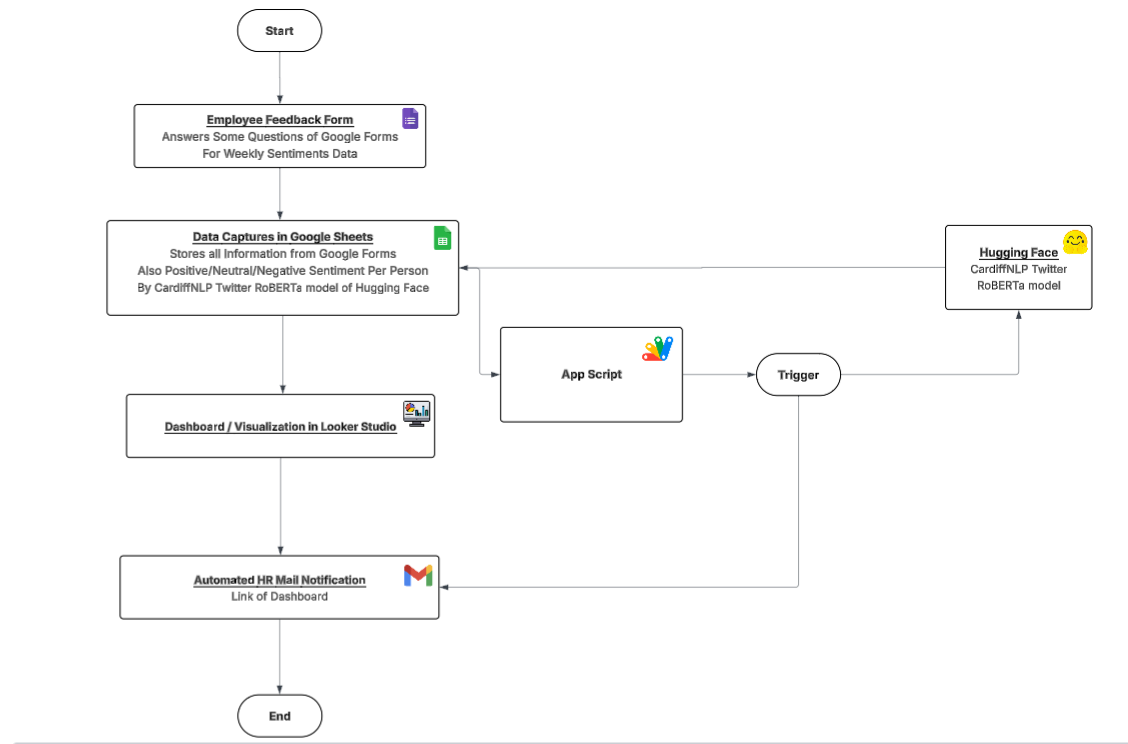 Start
Employee Feedback Form
Answers Some Questions of Google Forms
For Weekly Sentiments Data
Data Captures in Google Sheets
Stores all Information from Google Forms
Also Positive/Neutral/Negative Sentiment Per Person
By CardiffNLP Twitter RoBERTa model of Hugging Face
Hugging Face
CardiffNLP Twitter
RoBERTa model
App Script
Trigger
Dashboard / Visualization in Looker Studio
Automated HR Mail Notification
Link of Dashboard
End